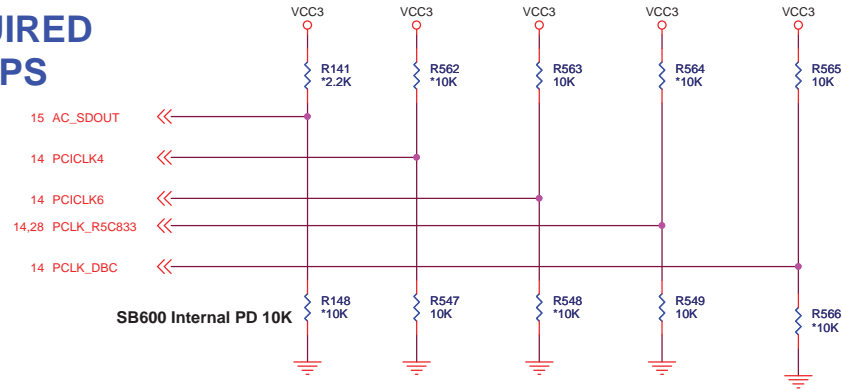 UIRED
PS
VCC3 VCC3 VCC3 VCC3 VCC3
R141 R562 R563 R564 R565
*2.2K *10K 10K *10K 10K
15 AC_SDOUT
14 PCICLK4
14 PCICLK6
14,28 PCLK_R5C833
14 PCLK_DBC
R148 R547 R548 R549 R566
*10K 10K *10K 10K *10K
SB600 Internal PD 10K